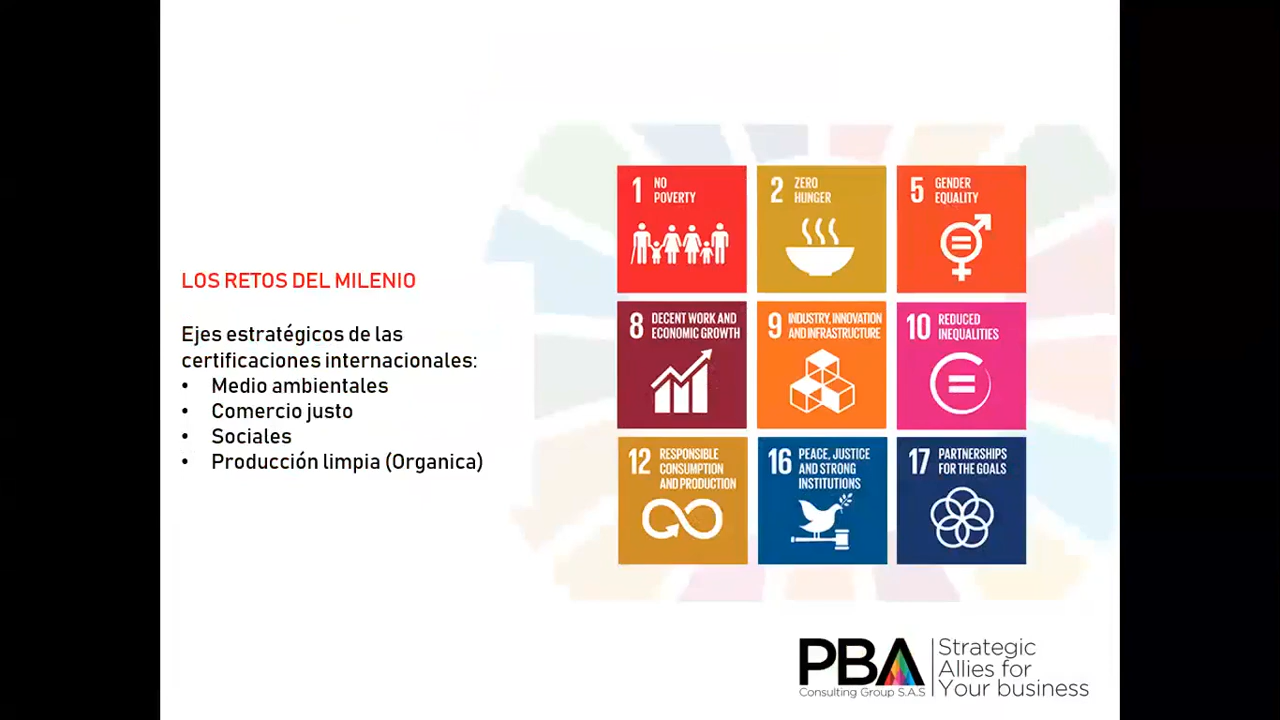 LOS RETOS DEL MILENIO
Ejes estratégicos de las
certificaciones internacionales:
• Medio ambientales
• Comercio justo
• Sociales
• Producción limpia (Organica)
1 NO
POVERTY
2 ZERO
HUNGER
5 GENDER
EQUALITY
8 DECENT WORK AND
ECONOMIC GROWTH
9 INDUSTRY, INNOVATION
AND INFRASTRUCTURE
10 REDUCED
INEQUALITIES
12 RESPONSIBLE
CONSUMPTION
AND PRODUCTION
16 PEACE, JUSTICE
AND STRONG
INSTITUTIONS
17 PARTNERSHIPS
FOR THE GOALS
PBA
Consulting Group S.A.S
Strategic
Allies for
Your business